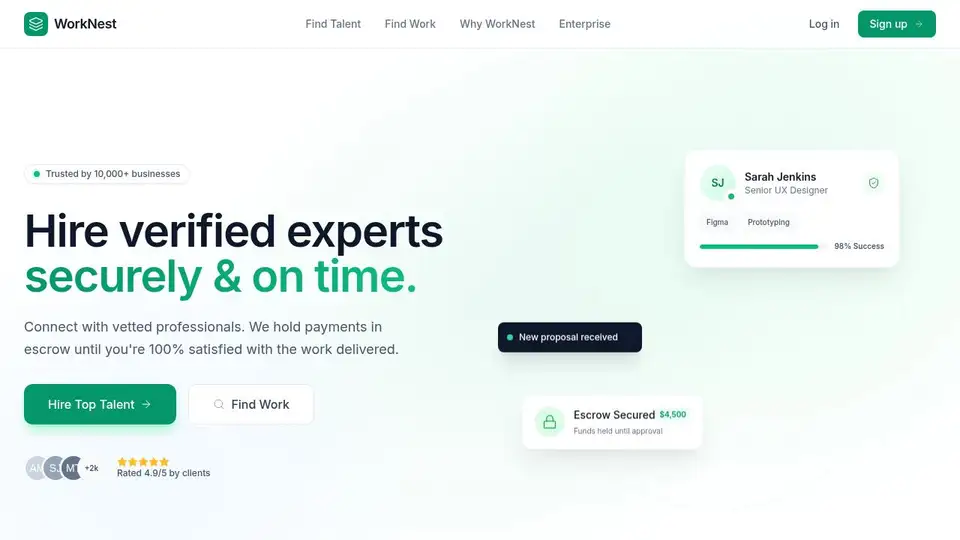 WorkNest
Find Talent
Find Work
Why WorkNest
Enterprise
Log in
Sign up
Trusted by 10,000+ businesses
Hire verified experts
securely & on time.
Connect with vetted professionals. We hold payments in
escrow until you're 100% satisfied with the work delivered.
Hire Top Talent
Find Work
SJ
+2k
Rated 4.9/5 by clients
SJ
Sarah Jenkins
Senior UX Designer
Figma
Prototyping
98% Success
New proposal received
Escrow Secured $4,500
Funds held until approval